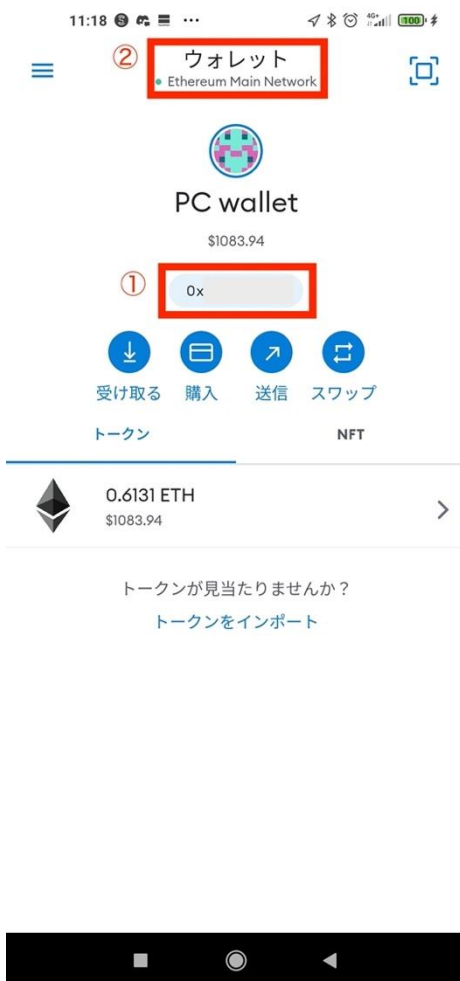 11:18
4G+
100
②
ウォレット
Ethereum Main Network
PC wallet
$1083.94
①
0x
受け取る 購入 送信 スワップ
トークン NFT
0.6131 ETH
$1083.94
トークンが見当たりませんか？
トークンをインポート